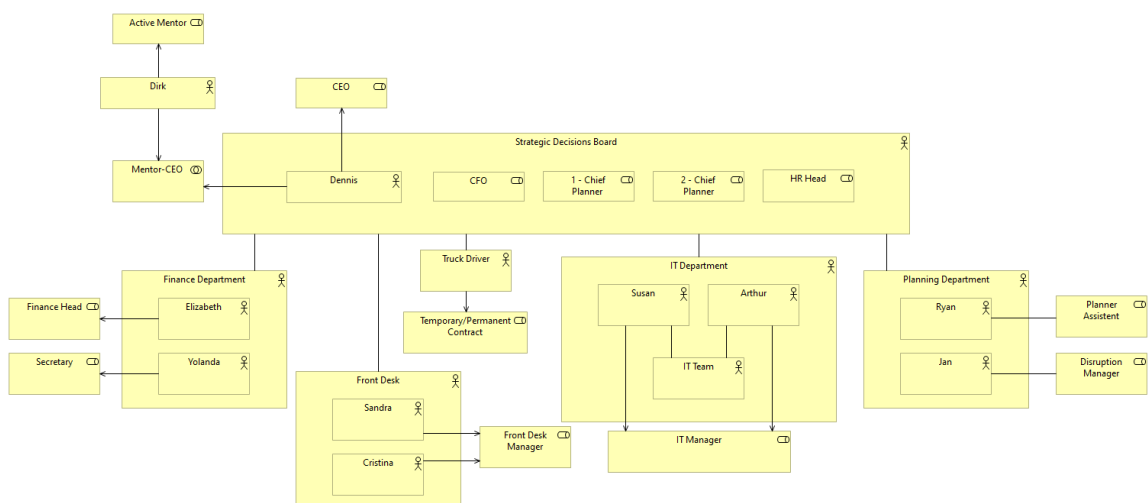 Active Mentor
Dirk
CEO
Strategic Decisions Board
Mentor-CEO
Dennis
CFO
1 - Chief
Planner
2 - Chief
Planner
HR Head
Finance Department
Truck Driver
IT Department
Planning Department
Finance Head
Elizabeth
Susan
Arthur
Ryan
Planner
Assistent
Temporary/Permanent
Contract
Secretary
Yolanda
IT Team
Jan
Disruption
Manager
Front Desk
Sandra
Front Desk
Manager
IT Manager
Cristina